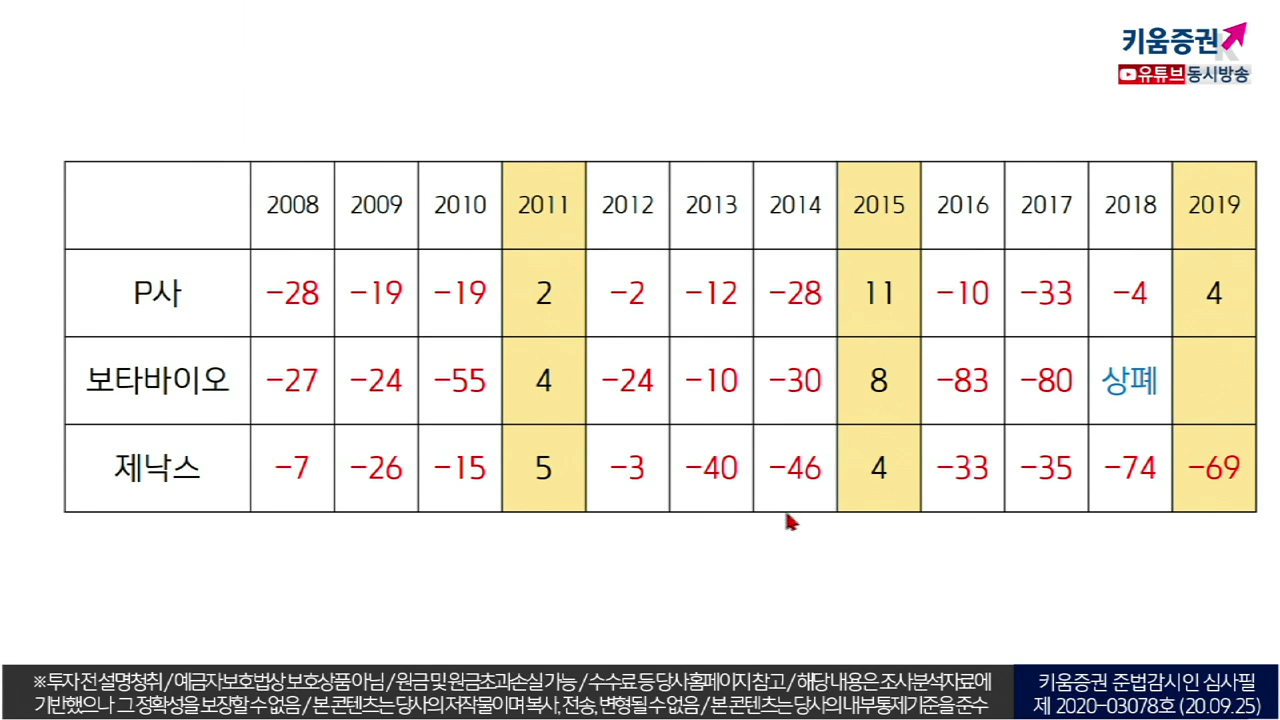 키움증권
유튜브 동시방송
2008 2009 2010 2011 2012 2013 2014 2015 2016 2017 2018 2019
P사 -28 -19 -19 2 -2 -12 -28 11 -10 -33 -4 4
보타바이오 -27 -24 -55 4 -24 -10 -30 8 -83 -80 상폐
제낙스 -7 -26 -15 5 -3 -40 -46 4 -33 -35 -74 -69
※투자 전 설명청취 / 예금자보호법상 보호상품 아님 / 원금 및 원금초과손실 가능 / 수수료 등 당사홈페이지 참고 / 해당 내용은 조사분석자료에
기반했으나 그 정확성을 보장할 수 없음 / 본 콘텐츠는 당사의 저작물이며 복사, 전송, 변형될 수 없음 / 본 콘텐츠는 당사의 내부통제기준을 준수
키움증권 준법감시인 심사필
제 2020-03078호 (20.09.25)